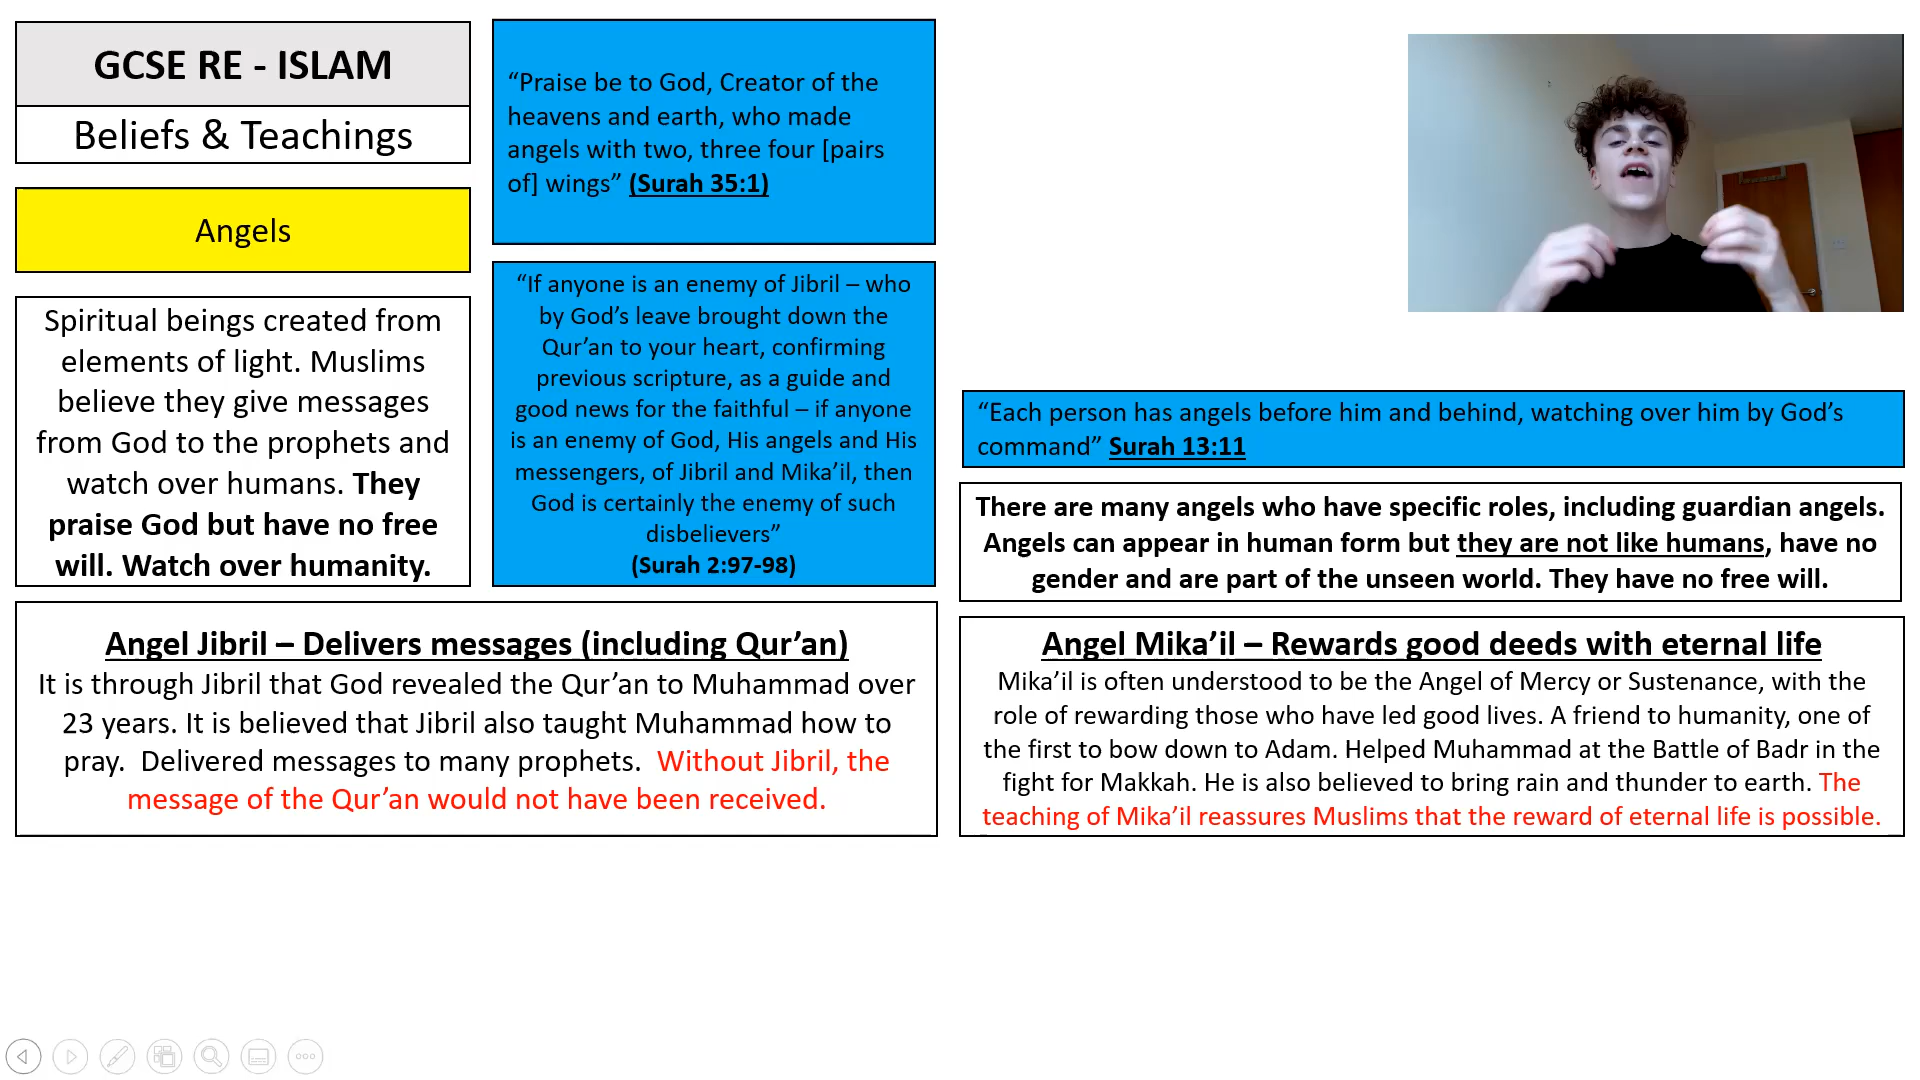 GCSE RE - ISLAM
Beliefs & Teachings
Angels
Spiritual beings created from
elements of light. Muslims
believe they give messages
from God to the prophets and
watch over humans. They
praise God but have no free
will. Watch over humanity.
“Praise be to God, Creator of the
heavens and earth, who made
angels with two, three four [pairs
of] wings” (Surah 35:1)
“If anyone is an enemy of Jibril – who
by God’s leave brought down the
Qur’an to your heart, confirming
previous scripture, as a guide and
good news for the faithful – if anyone
is an enemy of God, His angels and His
messengers, of Jibril and Mika’il, then
God is certainly the enemy of such
disbelievers”
(Surah 2:97-98)
“Each person has angels before him and behind, watching over him by God’s
command” Surah 13:11
There are many angels who have specific roles, including guardian angels.
Angels can appear in human form but they are not like humans, have no
gender and are part of the unseen world. They have no free will.
Angel Jibril – Delivers messages (including Qur’an)
It is through Jibril that God revealed the Qur’an to Muhammad over
23 years. It is believed that Jibril also taught Muhammad how to
pray.  Delivered messages to many prophets.  Without Jibril, the
message of the Qur’an would not have been received.
Angel Mika’il – Rewards good deeds with eternal life
Mika’il is often understood to be the Angel of Mercy or Sustenance, with the
role of rewarding those who have led good lives. A friend to humanity, one of
the first to bow down to Adam. Helped Muhammad at the Battle of Badr in the
fight for Makkah. He is also believed to bring rain and thunder to earth. The
teaching of Mika’il reassures Muslims that the reward of eternal life is possible.